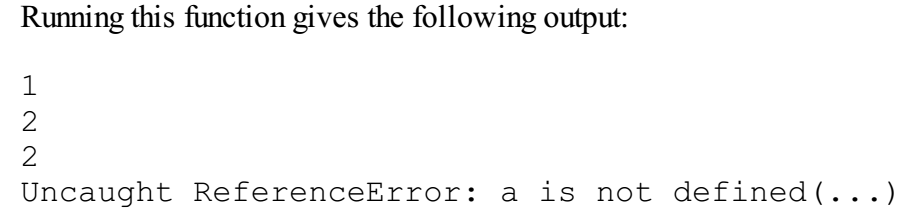 Running this function gives the following output:
1
2
2
Uncaught ReferenceError: a is not defined(...)